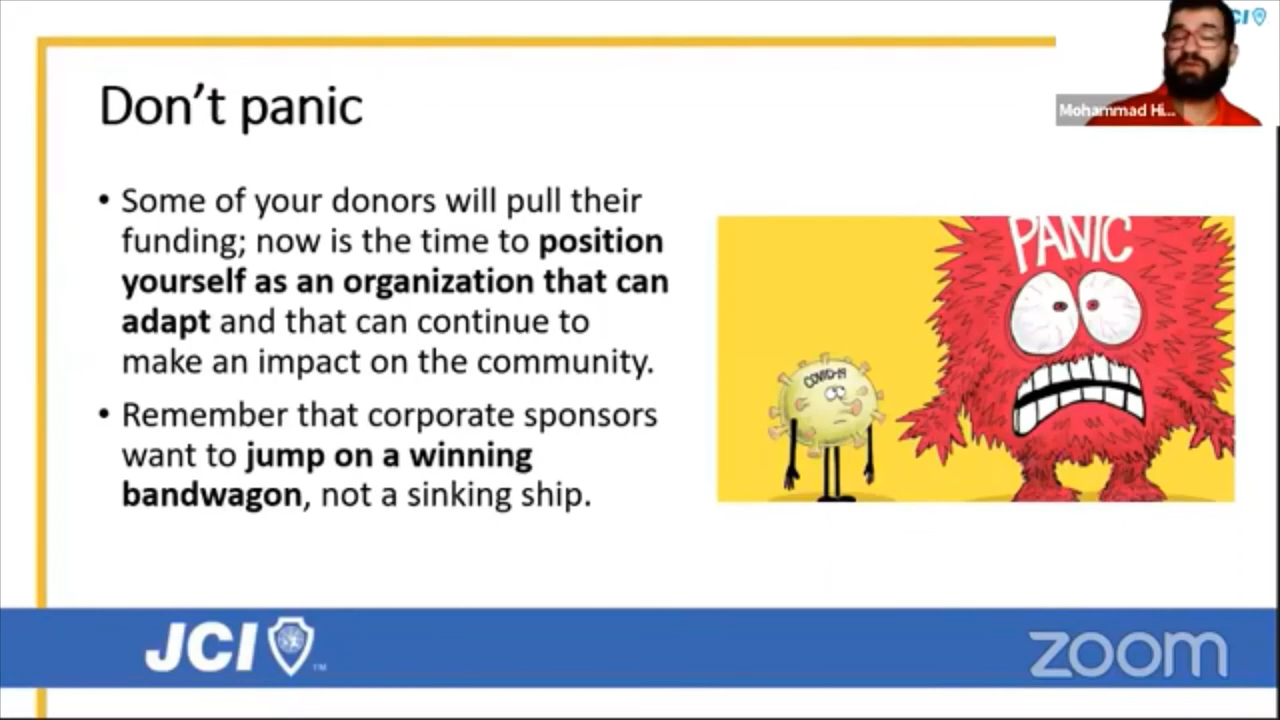 CI
Mohammad Hi...
Don't panic
• Some of your donors will pull their
funding; now is the time to position
yourself as an organization that can
adapt and that can continue to
make an impact on the community.
• Remember that corporate sponsors
want to jump on a winning
bandwagon, not a sinking ship.
PANIC
COVID-19
JCI ™
zoom